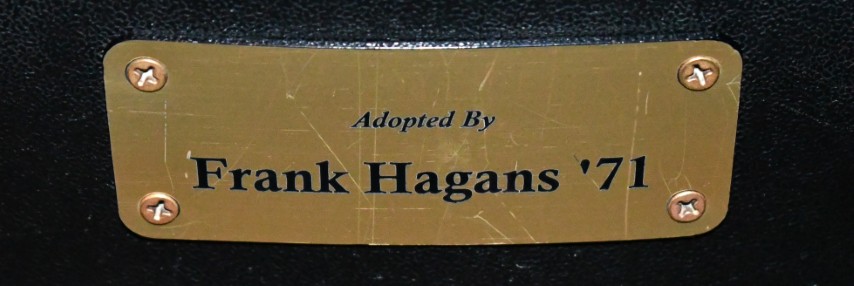 Adopted By
Frank Hagans '71